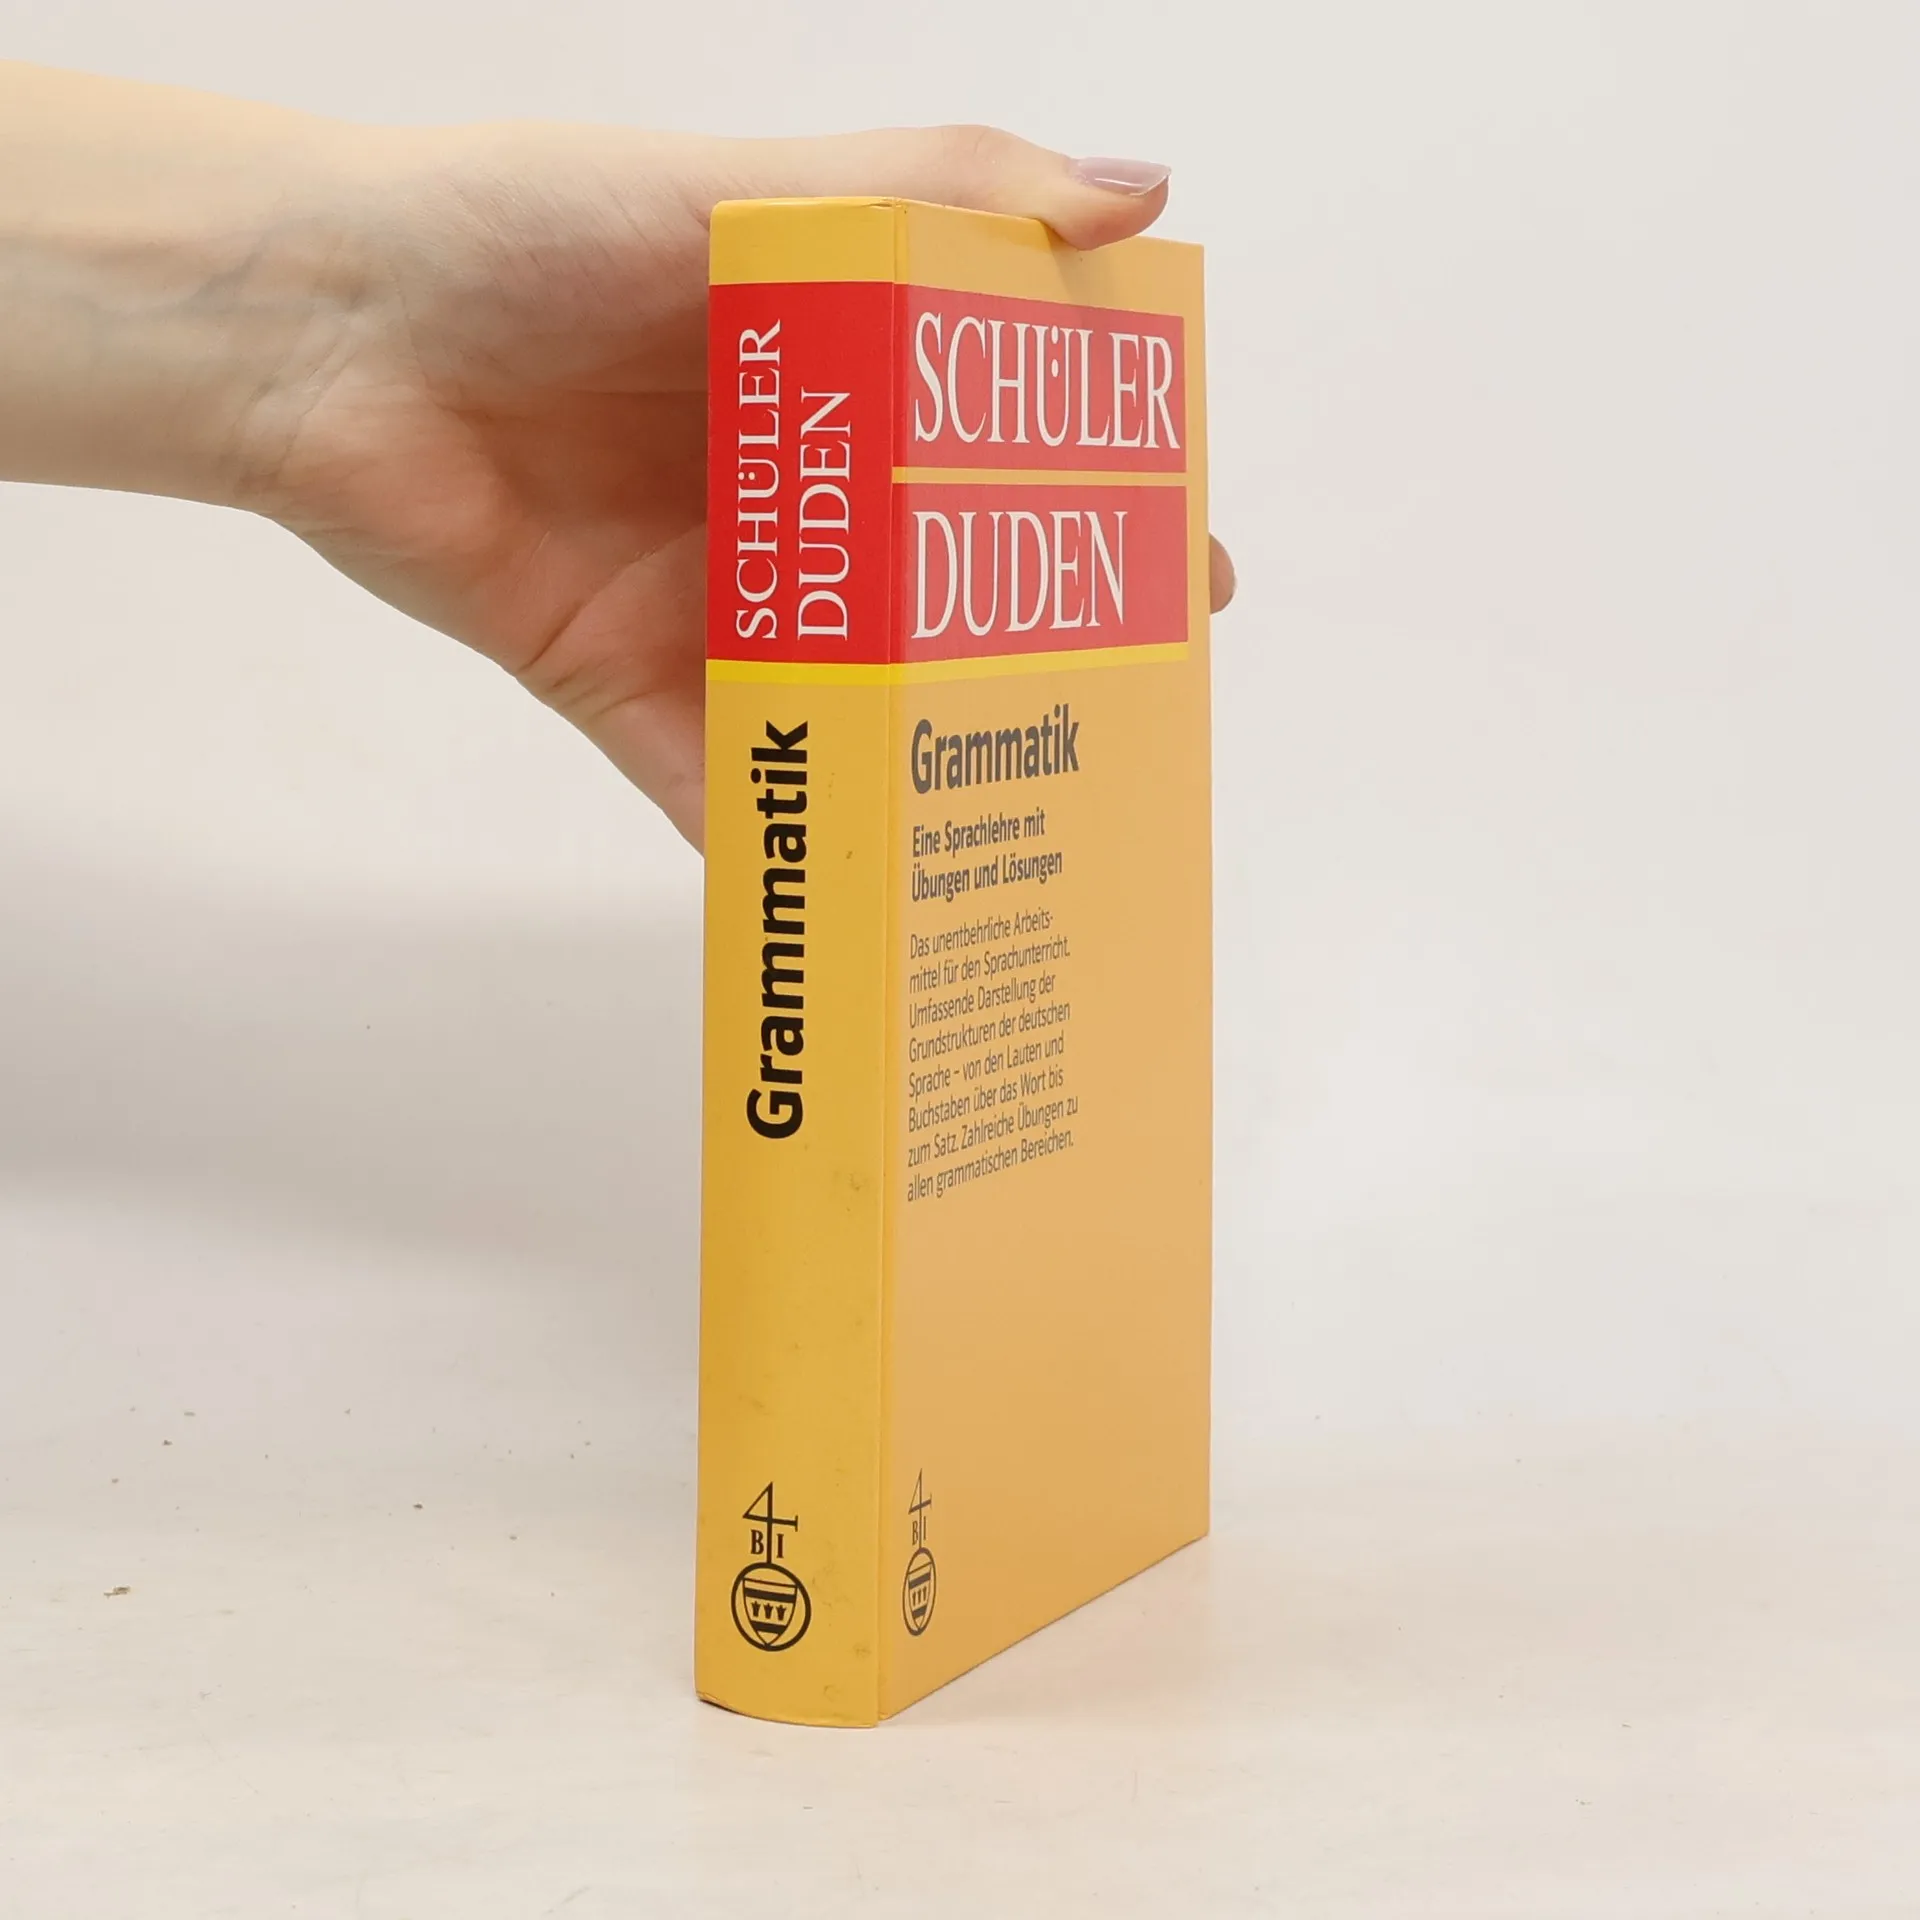 SCHÜLER
DUDEN
Grammatik
B I
SCHÜLER
DUDEN
Grammatik
Eine Sprachlehre mit
Übungen und Lösungen
Das unentbehrliche Arbeits-
mittel für den Sprachunterricht.
Umfassende Darstellung der
Grundstrukturen der deutschen
Sprache – von den Lauten und
Buchstaben über das Wort bis
zum Satz. Zahlreiche Übungen zu
allen grammatischen Bereichen.
B I